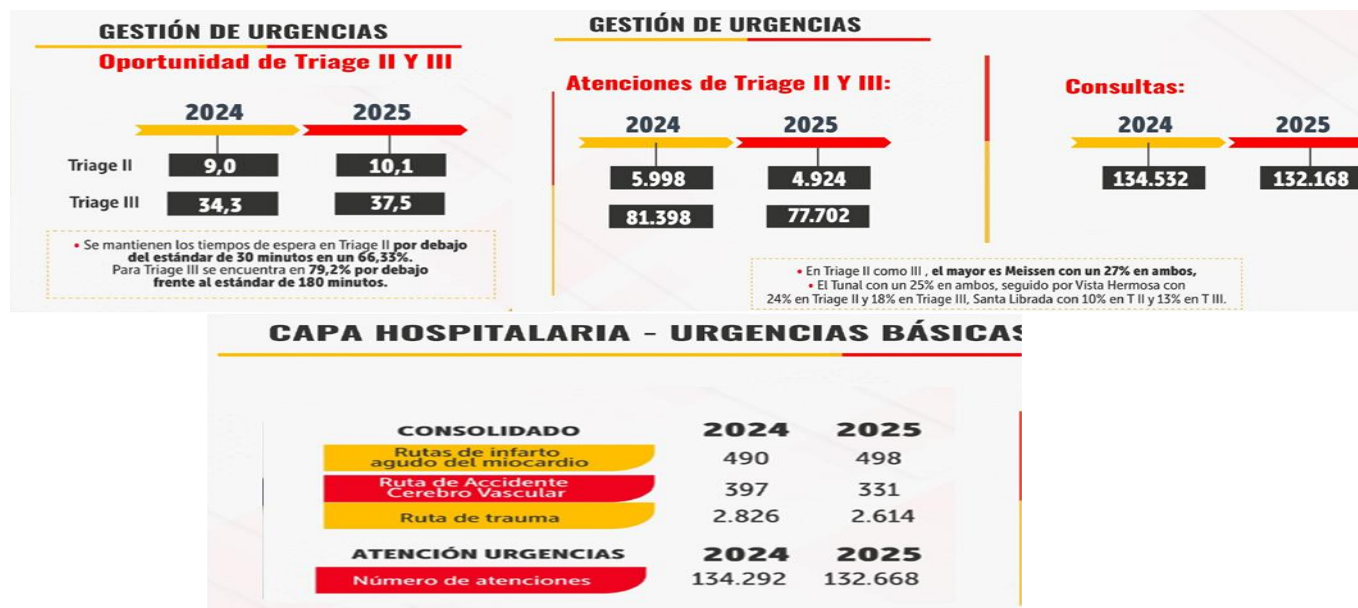 GESTIÓN DE URGENCIAS
Oportunidad de Triage II Y III
2024 2025
Triage II 9,0 10,1
Triage III 34,3 37,5
• Se mantienen los tiempos de espera en Triage II por debajo
del estándar de 30 minutos en un 66,33%.
Para Triage III se encuentra en 79,2% por debajo
frente al estándar de 180 minutos.
GESTIÓN DE URGENCIAS
Atenciones de Triage II Y III:
2024 2025
5.998 4.924
81.398 77.702
Consultas:
2024 2025
134.532 132.168
• En Triage II como III , el mayor es Meissen con un 27% en ambos,
• El Tunal con un 25% en ambos, seguido por Vista Hermosa con
24% en Triage II y 18% en Triage III, Santa Librada con 10% en T II y 13% en T III.
CAPA HOSPITALARIA - URGENCIAS BÁSICAS
CONSOLIDADO 2024 2025
Rutas de infarto
agudo del miocardio 490 498
Ruta de Accidente
Cerebro Vascular 397 331
Ruta de trauma 2.826 2.614
ATENCIÓN URGENCIAS 2024 2025
Número de atenciones 134.292 132.668